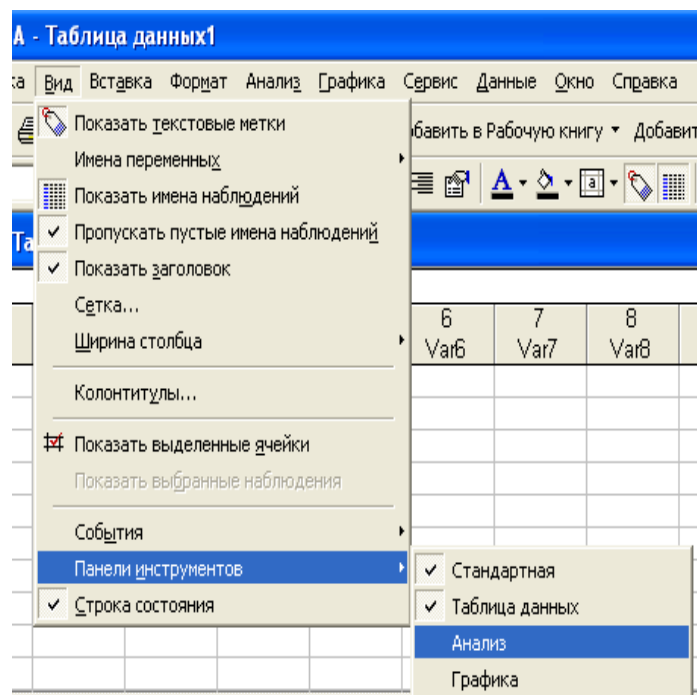 А - Таблица данных1
ка Вид Вставка Формат Анализ Графика Сервис Данные Окно Справка
Показать текстовые метки
бавить в Рабочую книгу Добавит
Имена переменных
Показать имена наблюдений
Пропускать пустые имена наблюдений
Та
Показать заголовок
Сетка...
6 7 8
Ширина столбца
Var6 Var7 Var8
Колонтитулы...
Показать выделенные ячейки
Показать выбранные наблюдения
События
Панели инструментов
Стандартная
Строка состояния
Таблица данных
Анализ
Графика